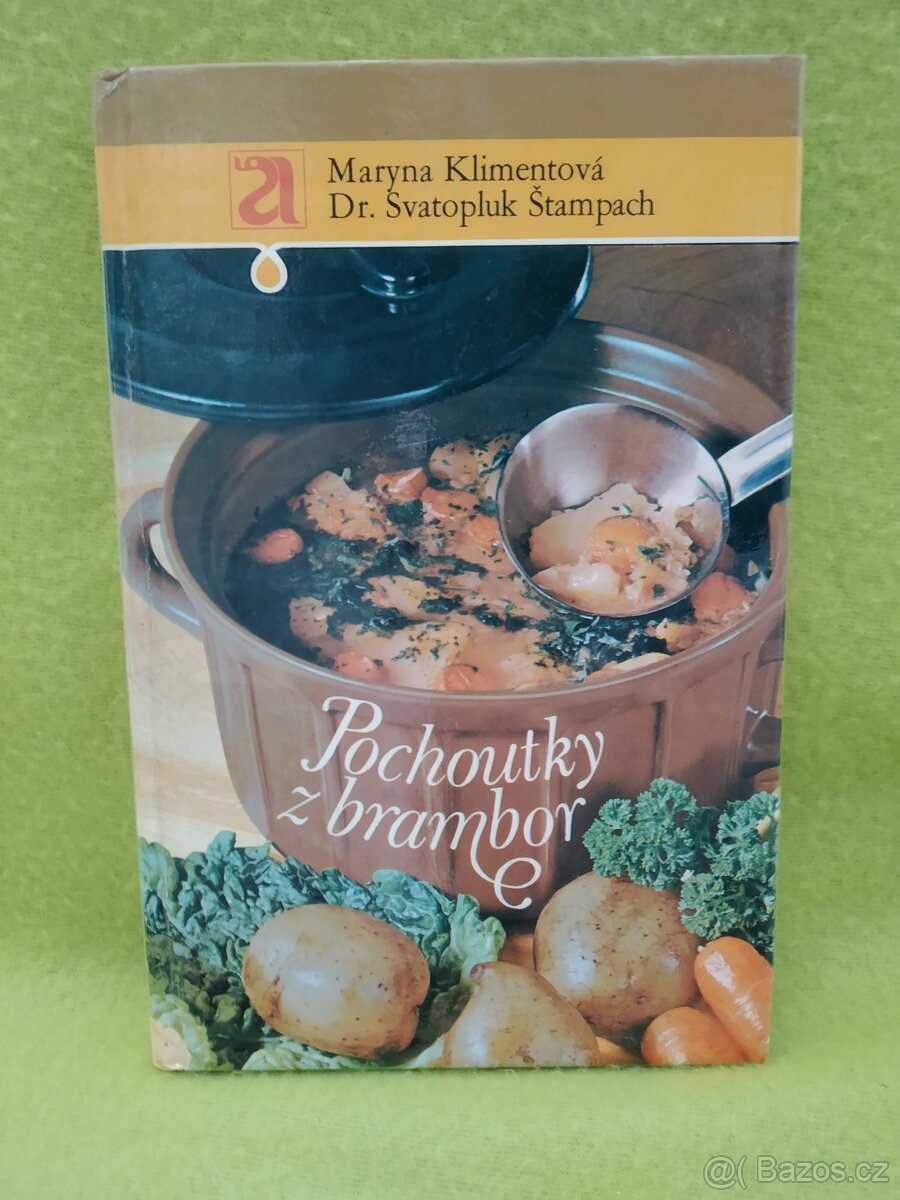 Maryna Klimentová
Dr. Svatopluk Štampach
Pochoutky
z brambor
@( Bazos.cz